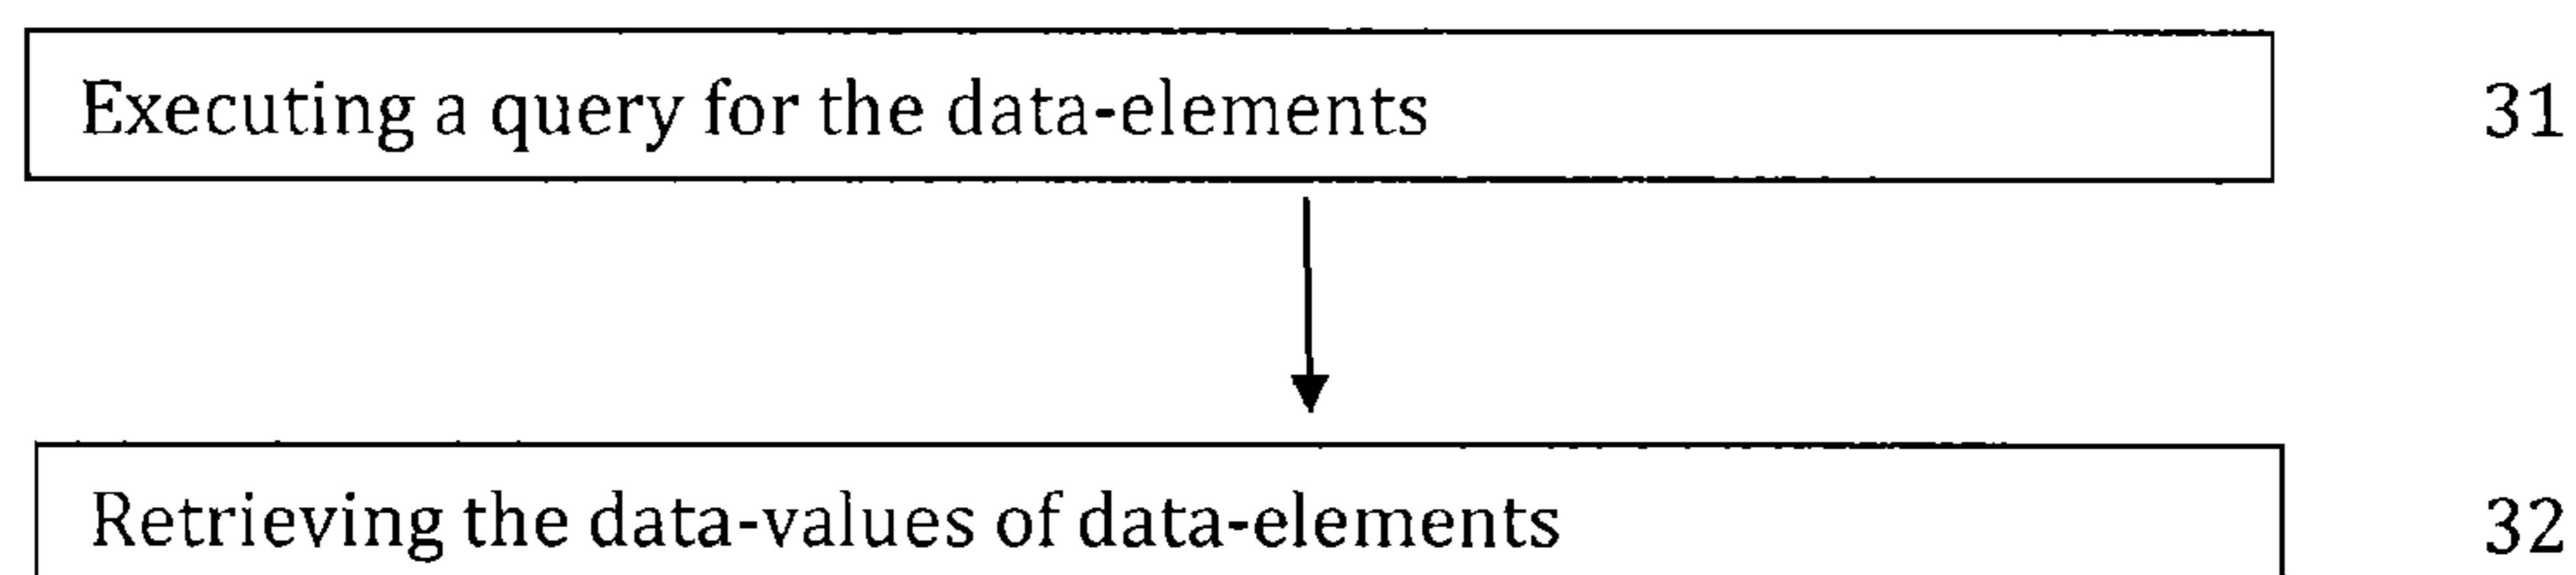 Executing a query for the data-elements 31
Retrieving the data-values of data-elements 32